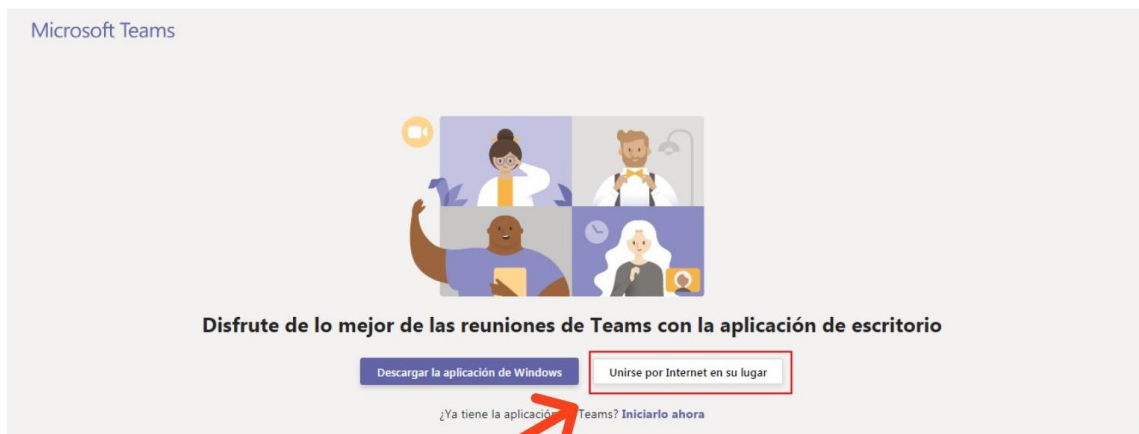 Microsoft Teams
Disfrute de lo mejor de las reuniones de Teams con la aplicación de escritorio
Descargar la aplicación de Windows
Unirse por Internet en su lugar
¿Ya tiene la aplicación Teams? Iniciarlo ahora